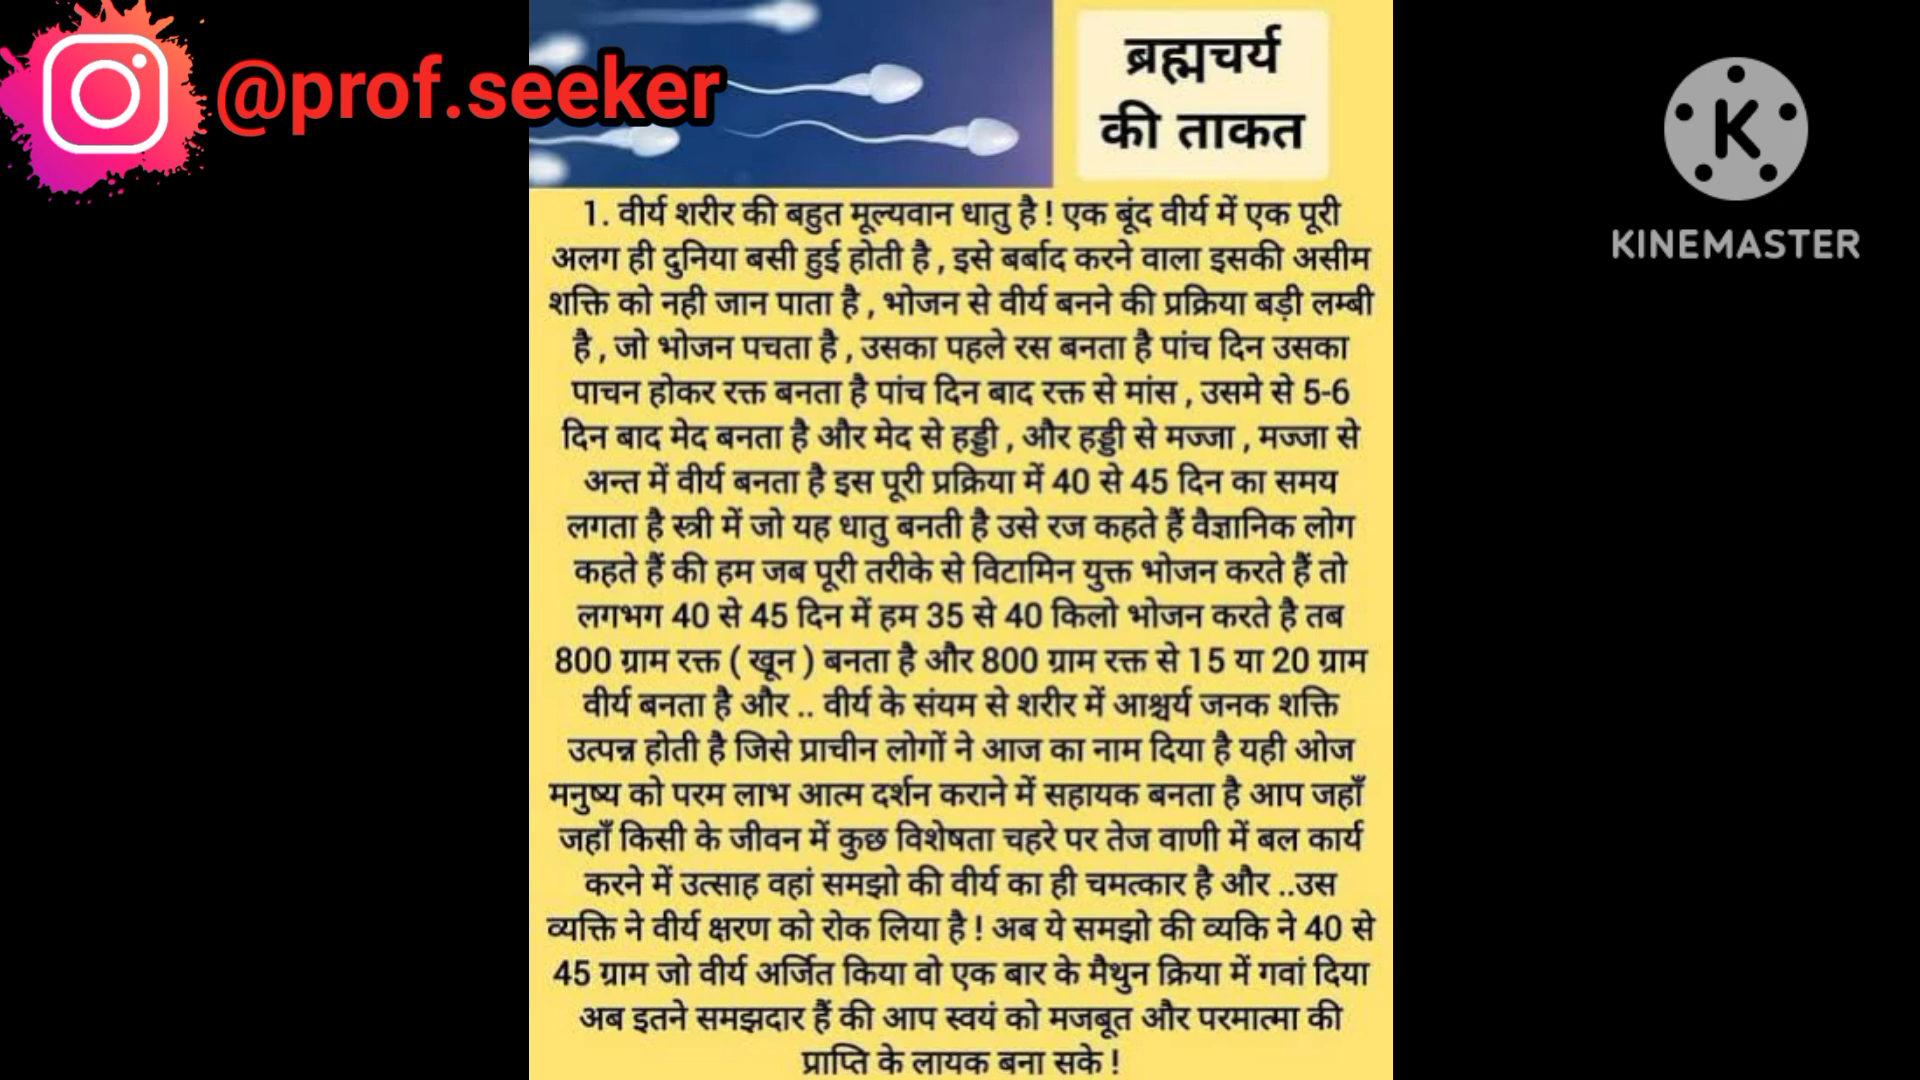 @prof.seeker
ब्रह्मचर्य
की ताकत
KINEMASTER
1. वीर्य शरीर की बहुत मूल्यवान धातु है ! एक बूंद वीर्य में एक पूरी
अलग ही दुनिया बसी हुई होती है , इसे बर्बाद करने वाला इसकी असीम
शक्ति को नही जान पाता है , भोजन से वीर्य बनने की प्रक्रिया बड़ी लम्बी
है , जो भोजन पचता है , उसका पहले रस बनता है पांच दिन उसका
पाचन होकर रक्त बनता है पांच दिन बाद रक्त से मांस , उसमे से 5-6
दिन बाद मेद बनता है और मेद से हड्डी , और हड्डी से मज्जा , मज्जा से
अन्त में वीर्य बनता है इस पूरी प्रक्रिया में 40 से 45 दिन का समय
लगता है स्त्री में जो यह धातु बनती है उसे रज कहते हैं वैज्ञानिक लोग
कहते हैं की हम जब पूरी तरीके से विटामिन युक्त भोजन करते हैं तो
लगभग 40 से 45 दिन में हम 35 से 40 किलो भोजन करते है तब
800 ग्राम रक्त ( खून ) बनता है और 800 ग्राम रक्त से 15 या 20 ग्राम
वीर्य बनता है और .. वीर्य के संयम से शरीर में आश्चर्य जनक शक्ति
उत्पन्न होती है जिसे प्राचीन लोगों ने आज का नाम दिया है यही ओज
मनुष्य को परम लाभ आत्म दर्शन कराने में सहायक बनता है आप जहाँ
जहाँ किसी के जीवन में कुछ विशेषता चहरे पर तेज वाणी में बल कार्य
करने में उत्साह वहां समझो की वीर्य का ही चमत्कार है और ..उस
व्यक्ति ने वीर्य क्षरण को रोक लिया है ! अब ये समझो की व्यकि ने 40 से
45 ग्राम जो वीर्य अर्जित किया वो एक बार के मैथुन क्रिया में गवां दिया
अब इतने समझदार हैं की आप स्वयं को मजबूत और परमात्मा की
प्राप्ति के लायक बना सके !